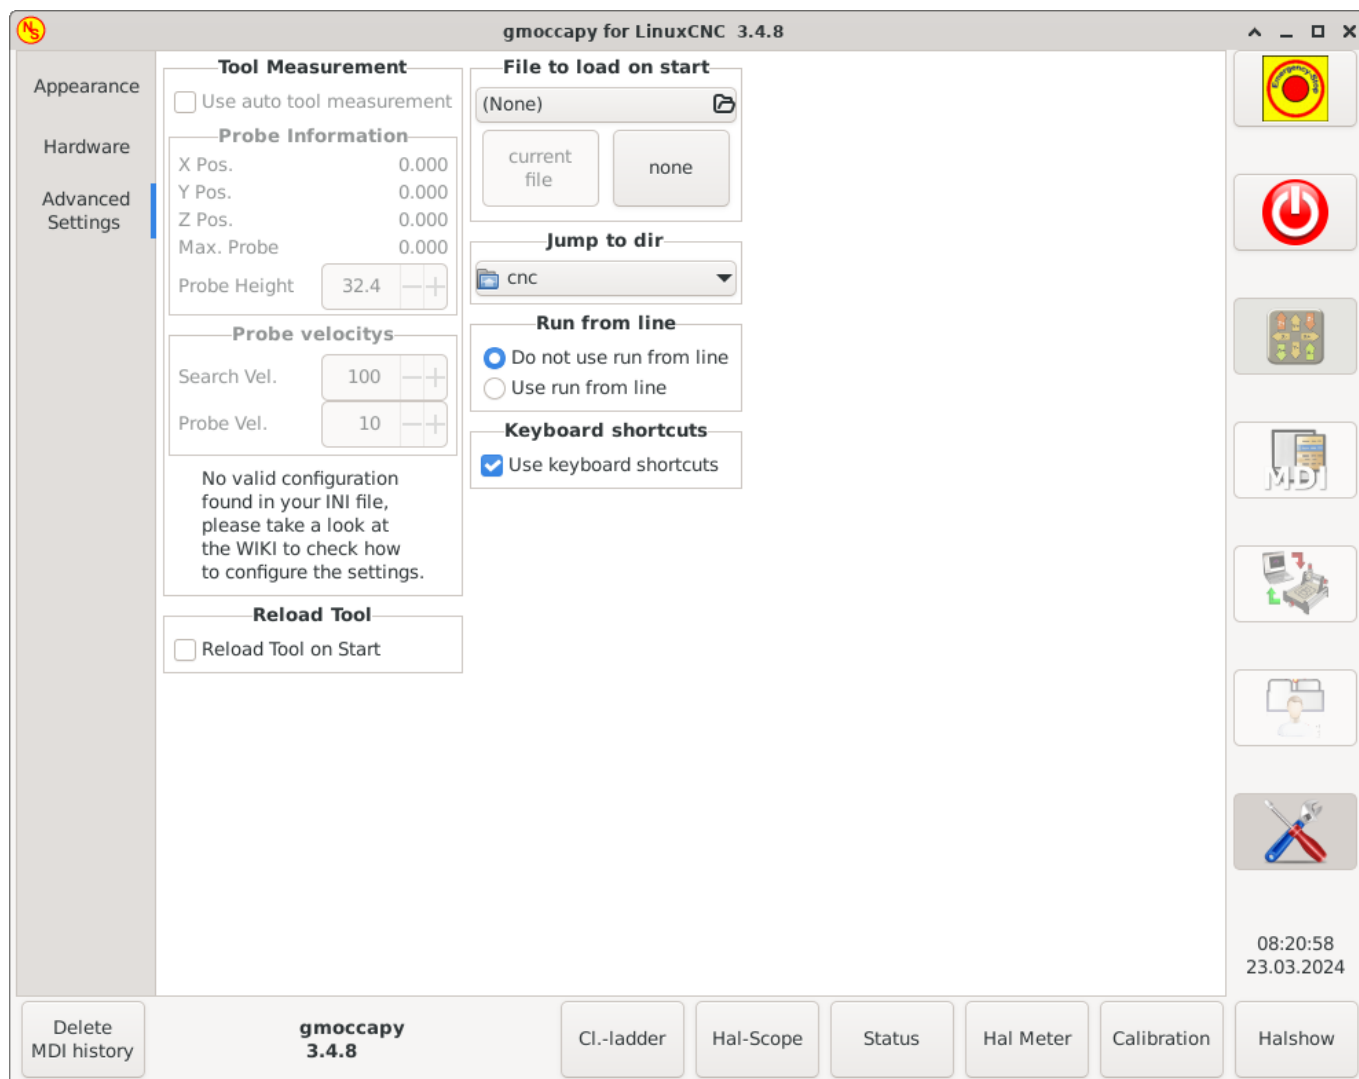 NS
gmoccapy for LinuxCNC 3.4.8
Appearance
Hardware
Advanced
Settings
Tool Measurement
Use auto tool measurement
Probe Information
X Pos. 0.000
Y Pos. 0.000
Z Pos. 0.000
Max. Probe 0.000
Probe Height 32.4
Probe velocitys
Search Vel. 100
Probe Vel. 10
No valid configuration
found in your INI file,
please take a look at
the WIKI to check how
to configure the settings.
Reload Tool
Reload Tool on Start
File to load on start
(None)
current
file
none
Jump to dir
cnc
Run from line
Do not use run from line
Use run from line
Keyboard shortcuts
Use keyboard shortcuts
Emergency-Stop
MDI
08:20:58
23.03.2024
Delete
MDI history
gmoccapy
3.4.8
Cl.-ladder
Hal-Scope
Status
Hal Meter
Calibration
Halshow